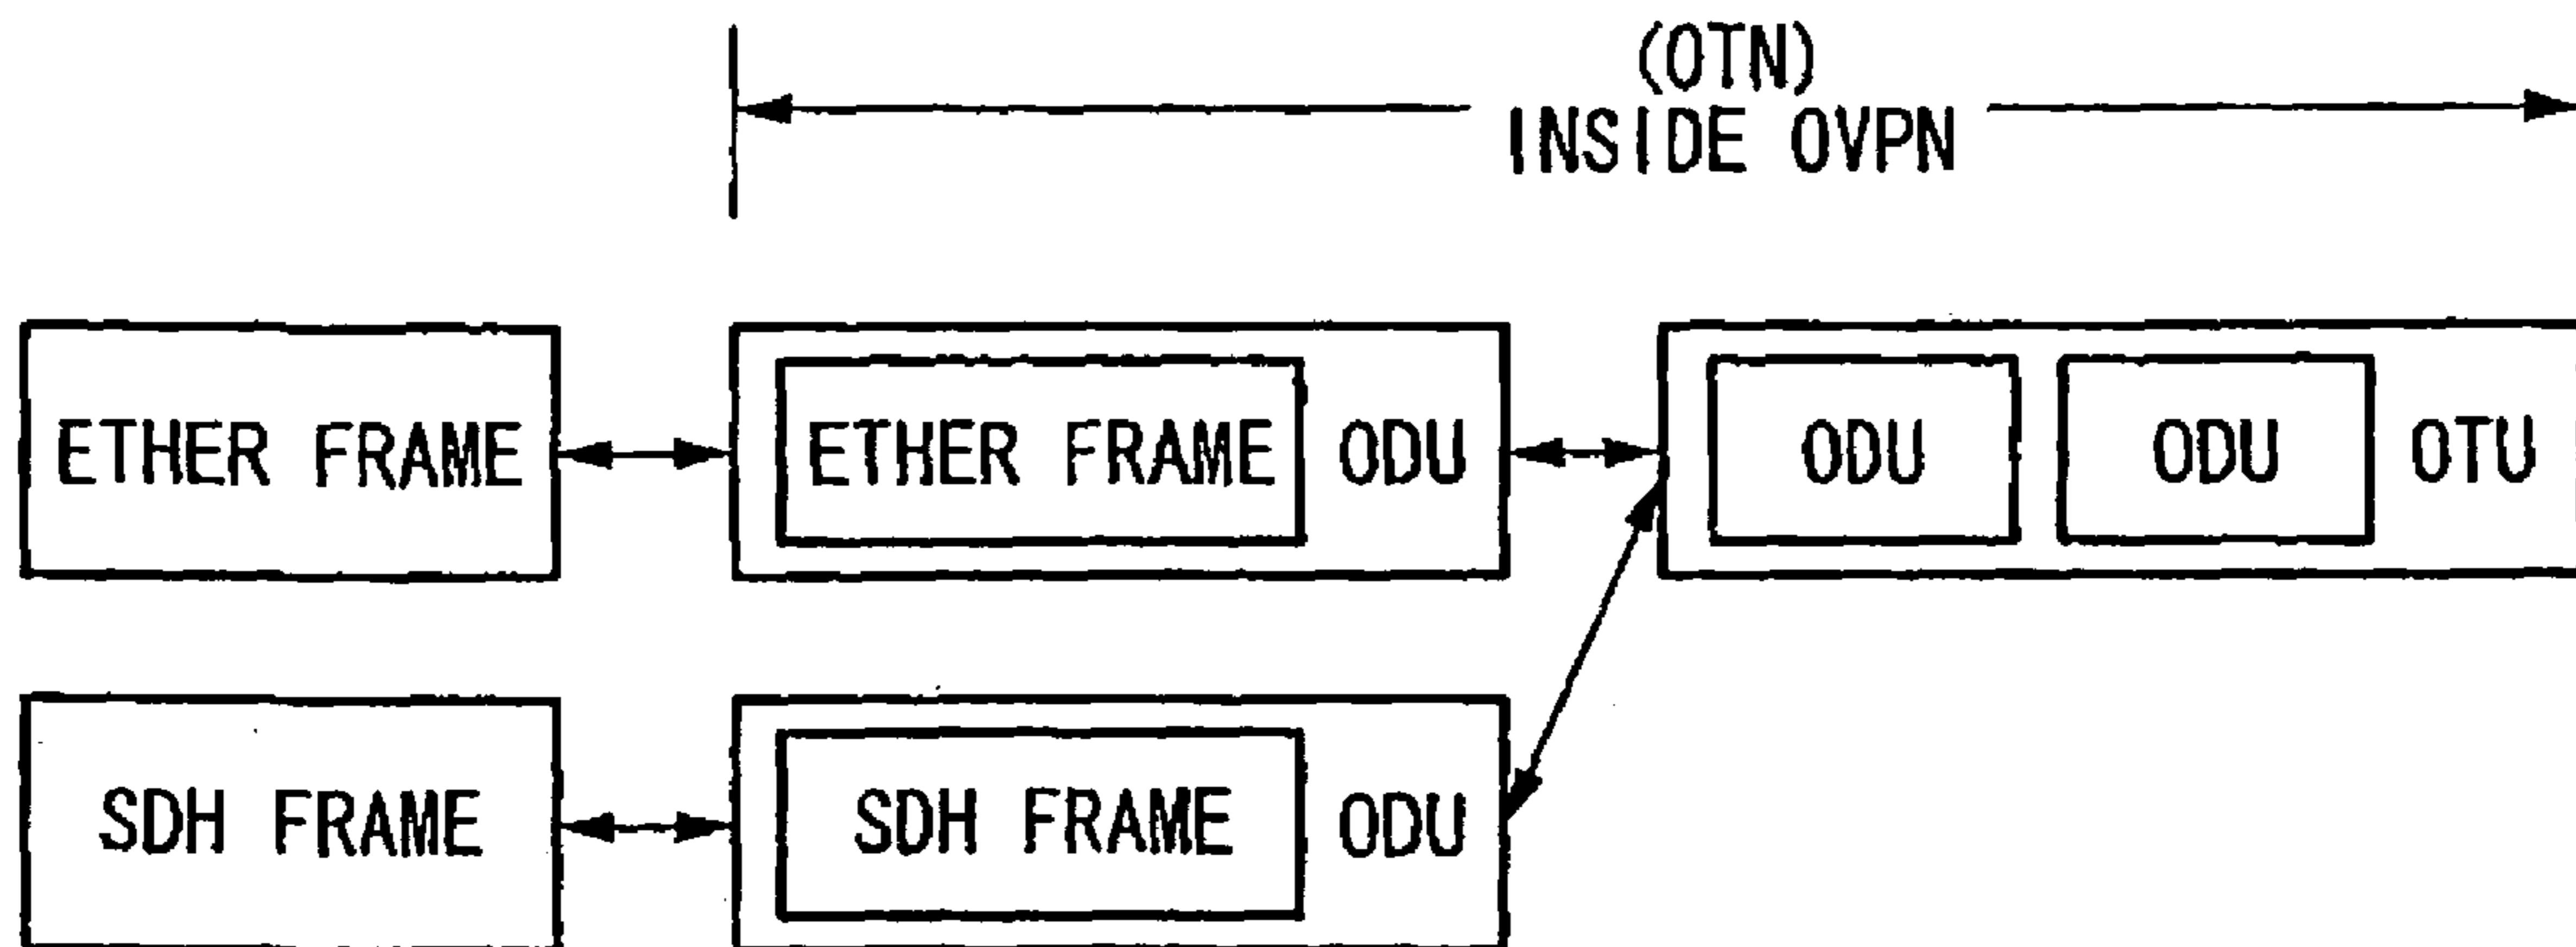 (OTN)
INSIDE OVPN
ETHER FRAME
ETHER FRAME
ODU
ODU
ODU
OTU
SDH FRAME
SDH FRAME
ODU